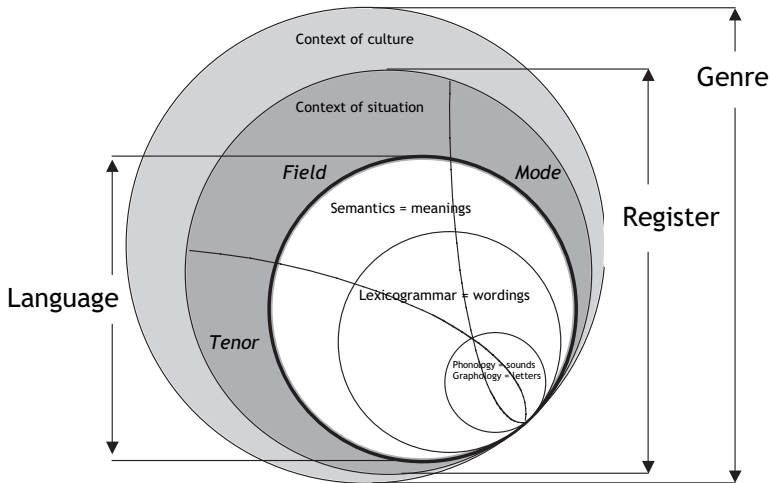 Context of culture
Genre
Context of situation
Field
Mode
Semantics = meanings
Register
Language
Lexicogrammar = wordings
Tenor
Phonology = sounds
Graphology = letters